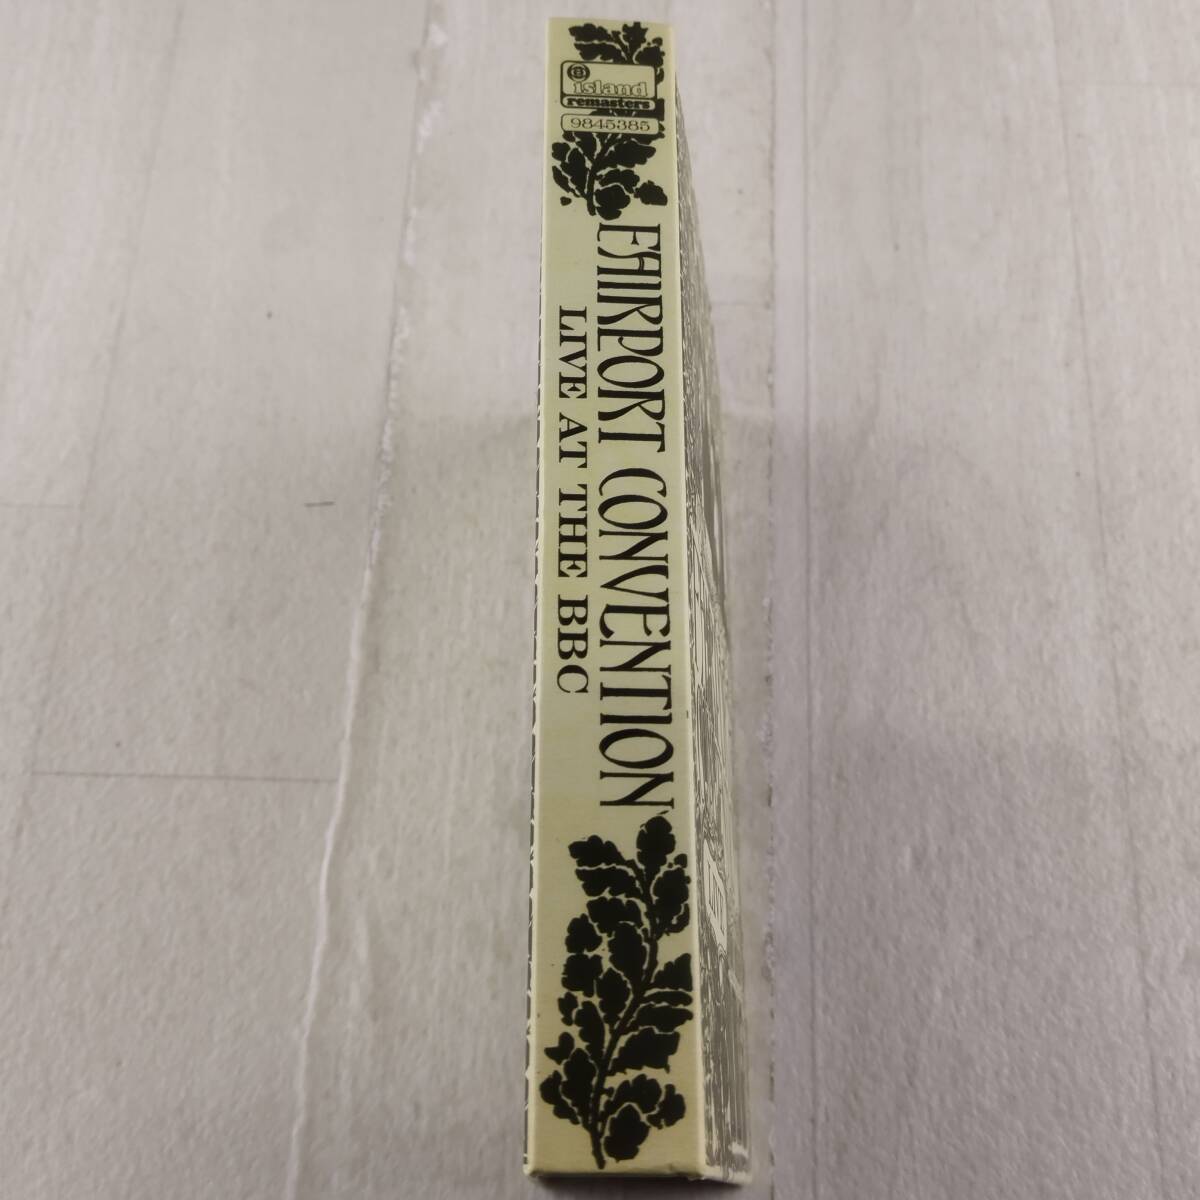 island
remasters
9845385
FAIRPORT CONVENTION
LIVE AT THE BBC